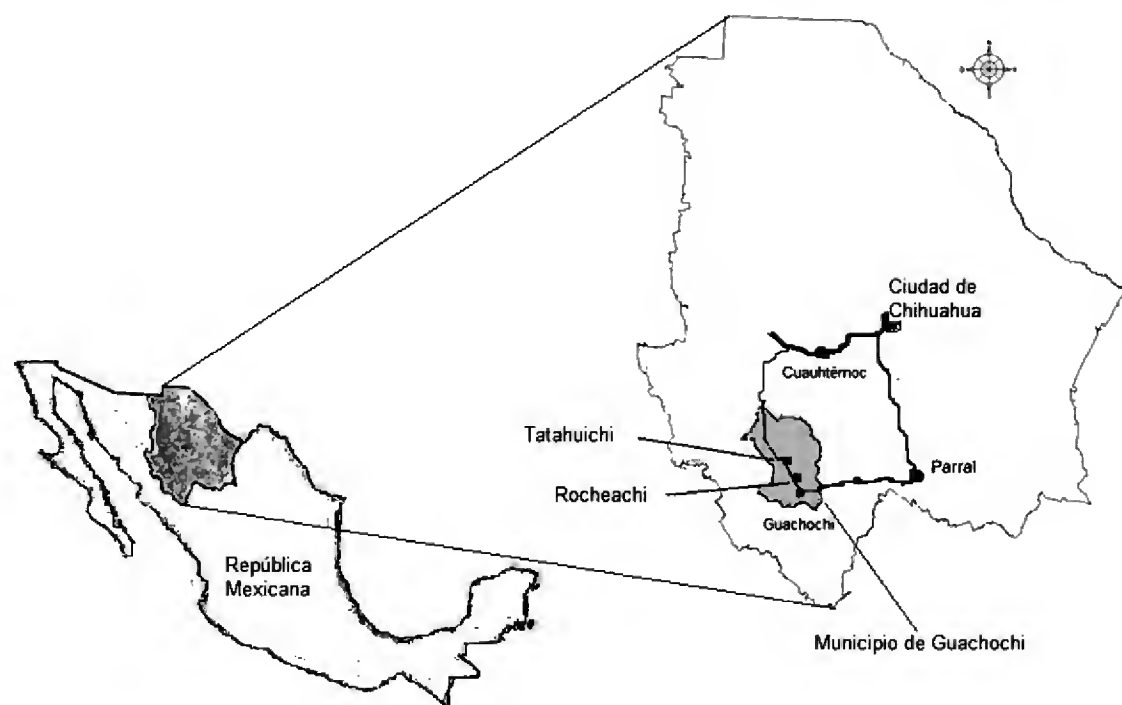 Ciudad de
Chihuahua
Cuauhtémoc
Tatahuichi
Parral
Rocheachi
Guachochi
República
Mexicana
Municipio de Guachochi